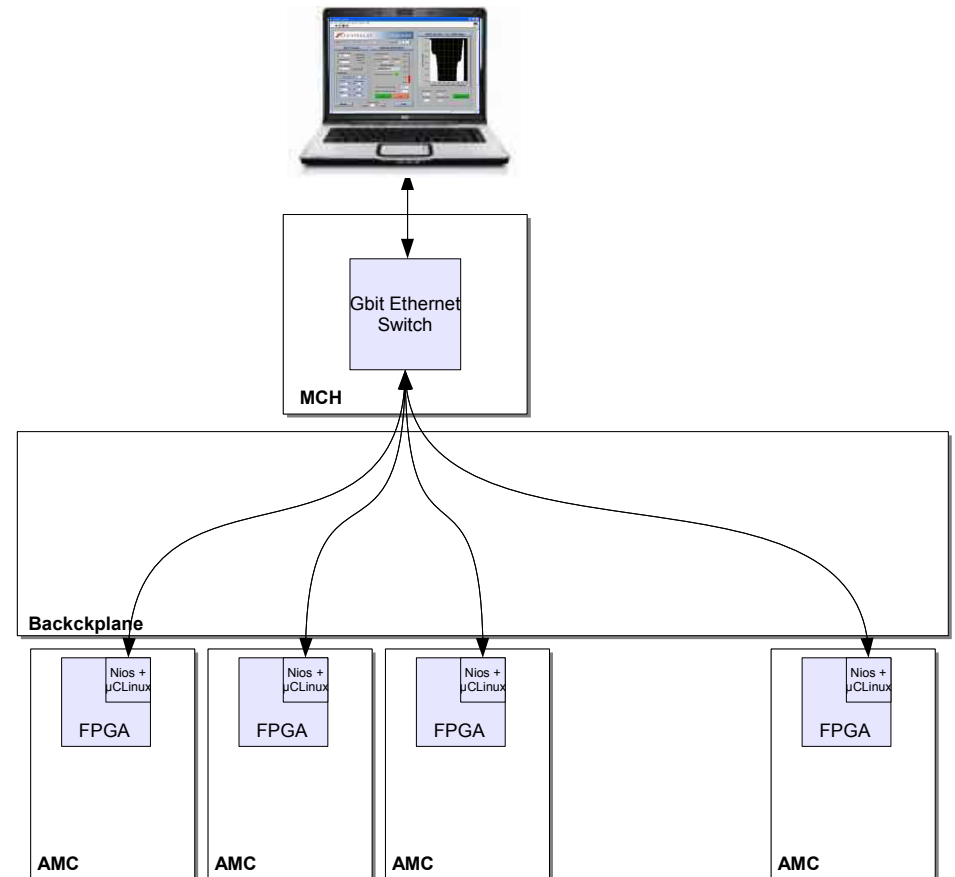 Gbit Ethernet
Switch
MCH
Backckplane
Nios +
µCLinux
FPGA
AMC
Nios +
µCLinux
FPGA
AMC
Nios +
µCLinux
FPGA
AMC
Nios +
µCLinux
FPGA
AMC